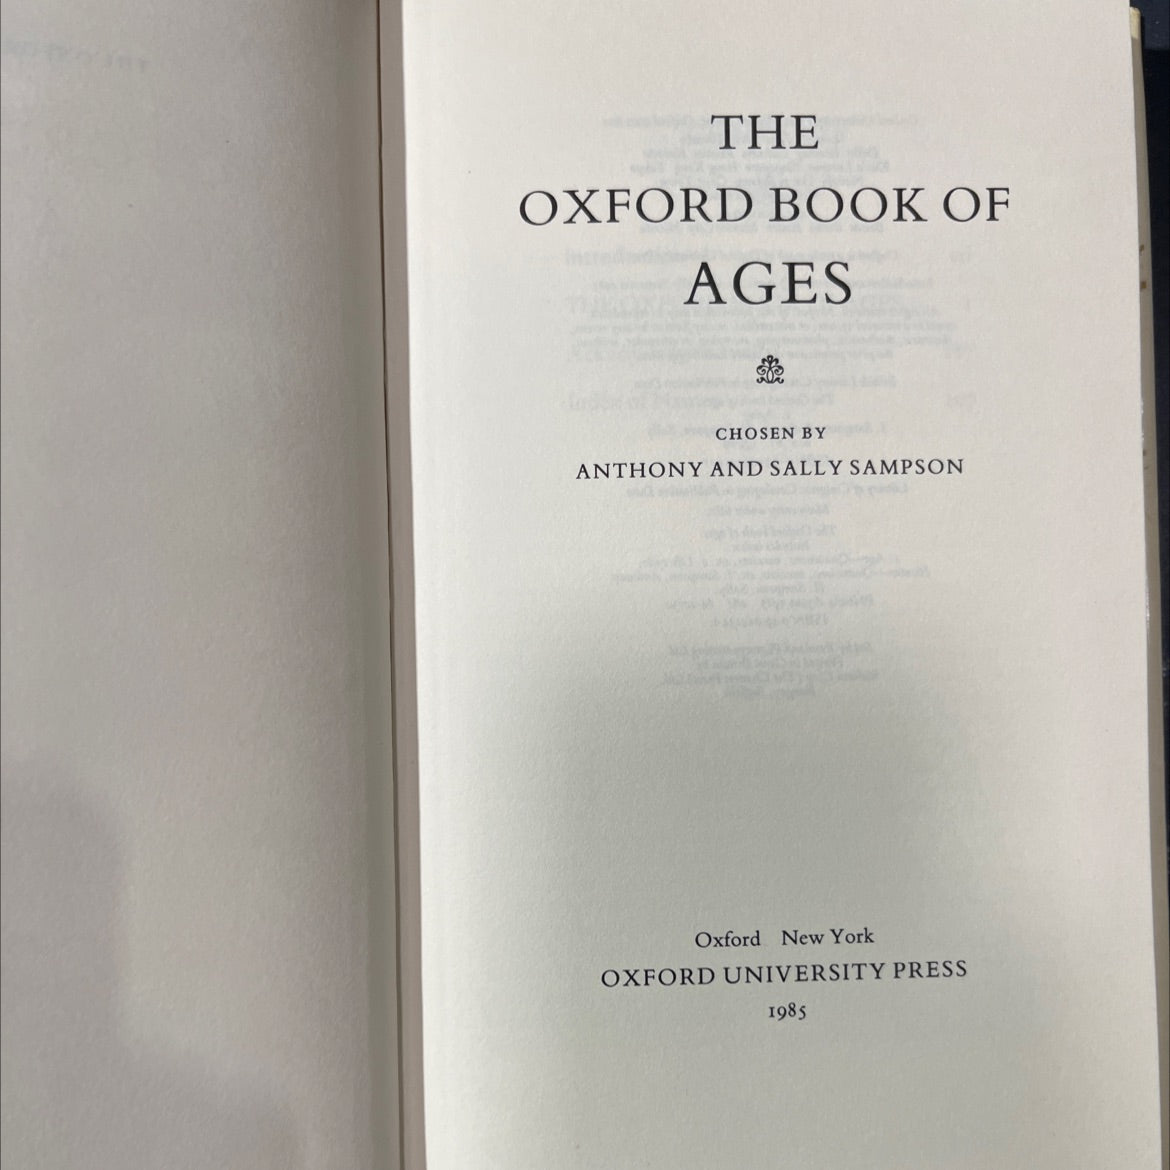 THE
OXFORD BOOK OF
AGES
CHOSEN BY
ANTHONY AND SALLY SAMPSON
Oxford New York
OXFORD UNIVERSITY PRESS
1985